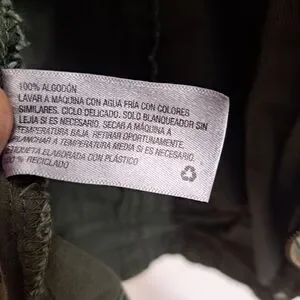 100% ALGODÓN
LAVAR A MÁQUINA CON AGUA FRÍA CON COLORES
SIMILARES. CICLO DELICADO. SOLO BLANQUEADOR SIN
LEJÍA SI ES NECESARIO. SECAR A MÁQUINA A
TEMPERATURA BAJA. RETIRAR OPORTUNAMENTE.
PLANCHAR A TEMPERATURA MEDIA SI ES NECESARIO.
ETIQUETA ELABORADA CON PLÁSTICO
100 % RECICLADO